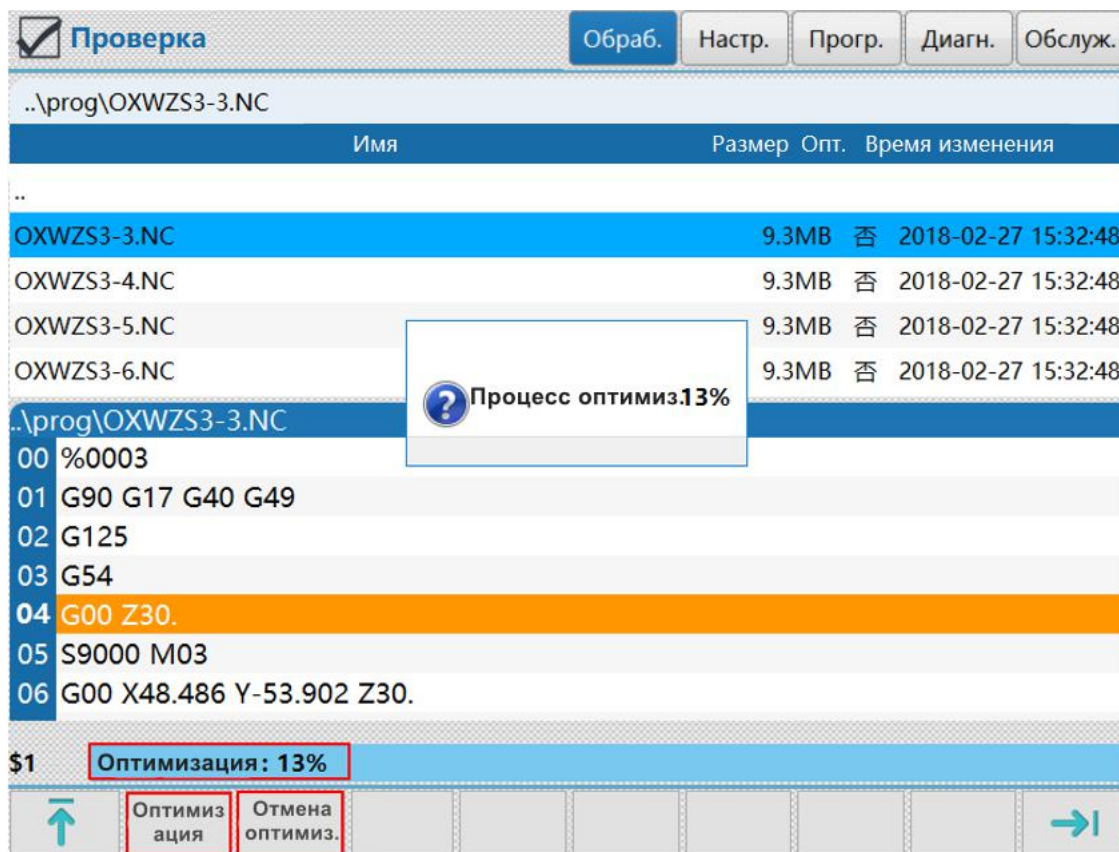 Проверка
Обраб. Настр. Прогр. Диагн. Обслуж.
..\prog\OXWZS3-3.NC
Имя Размер Опт. Время изменения
..
OXWZS3-3.NC 9.3MB 否 2018-02-27 15:32:48
OXWZS3-4.NC 9.3MB 否 2018-02-27 15:32:48
OXWZS3-5.NC 9.3MB 否 2018-02-27 15:32:48
OXWZS3-6.NC 9.3MB 否 2018-02-27 15:32:48
Процесс оптимиз.13%
..\prog\OXWZS3-3.NC
00 %0003
01 G90 G17 G40 G49
02 G125
03 G54
04 G00 Z30.
05 S9000 M03
06 G00 X48.486 Y-53.902 Z30.
$1 Оптимизация: 13%
Оптимиз
ация
Отмена
оптимиз.